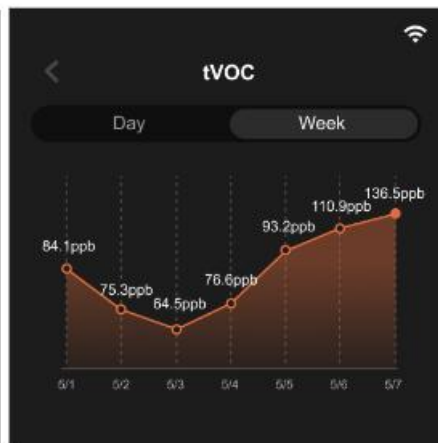 tVOC
Day Week
136.5ppb
110.9ppb
93.2ppb
84.1ppb
76.6ppb
75.3ppb
64.5ppb
5/1 5/2 5/3 5/4 5/5 5/6 5/7